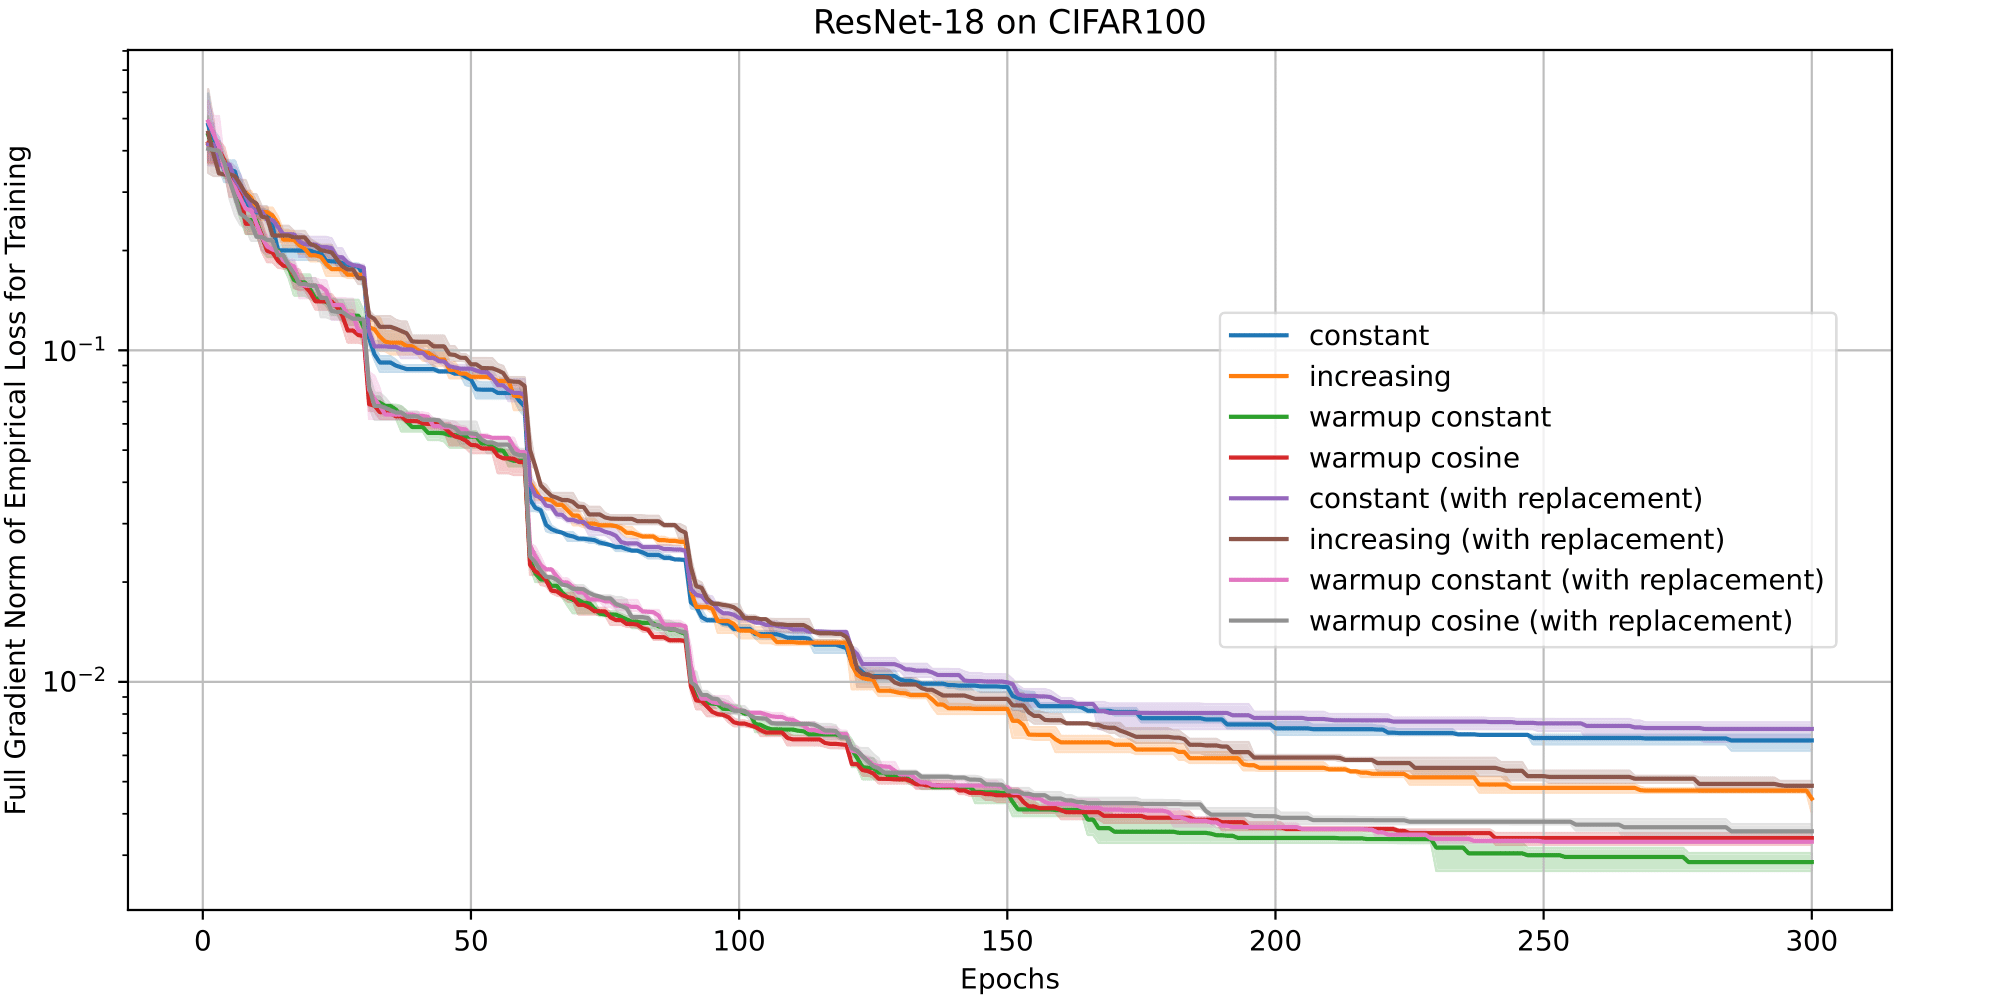 ResNet-18 on CIFAR100
Full Gradient Norm of Empirical Loss for Training
10⁻¹
10⁻²
constant
increasing
warmup constant
warmup cosine
constant (with replacement)
increasing (with replacement)
warmup constant (with replacement)
warmup cosine (with replacement)
0 50 100 150 200 250 300
Epochs